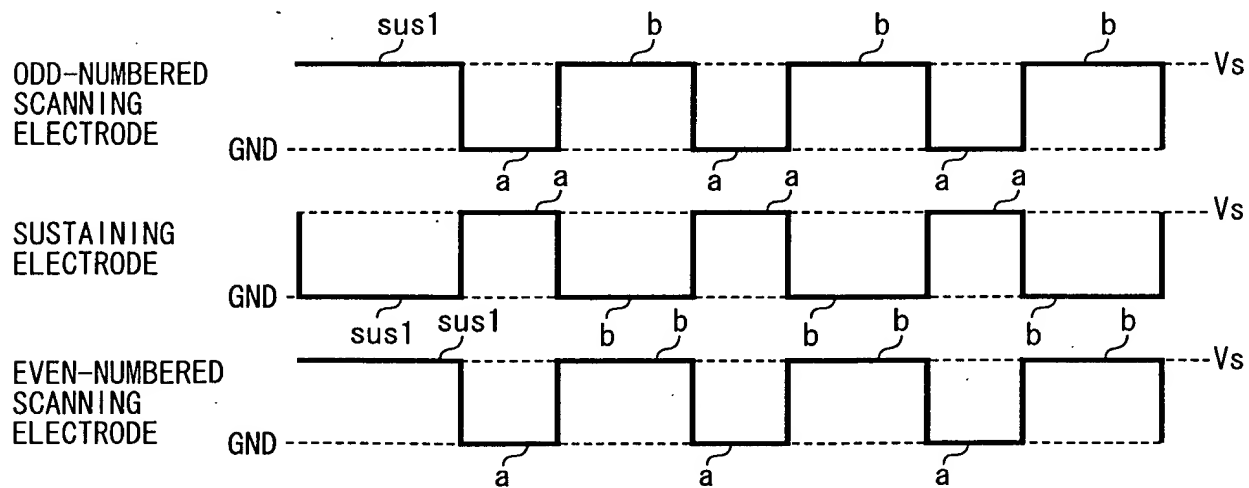 sus1 b b b
ODD-NUMBERED
SCANNING
ELECTRODE
Vs
GND
a a a
a a a
SUSTAINING
ELECTRODE
Vs
GND
sus1 b b b
sus1 b b b
EVEN-NUMBERED
SCANNING
ELECTRODE
Vs
GND
a a a